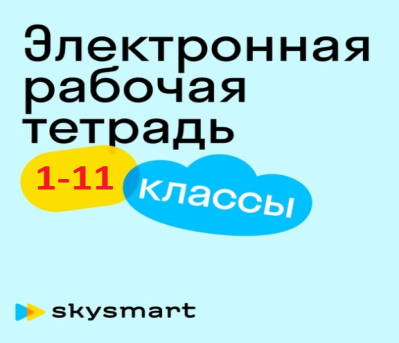 Электронная
рабочая
тетрадь
1-11
классы
skysmart